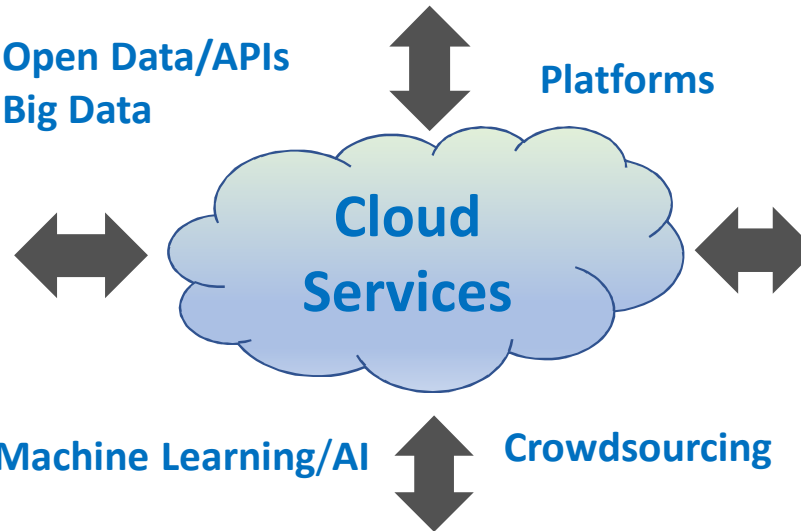 Open Data/APIs
Big Data
Platforms
Cloud
Services
Machine Learning/AI
Crowdsourcing